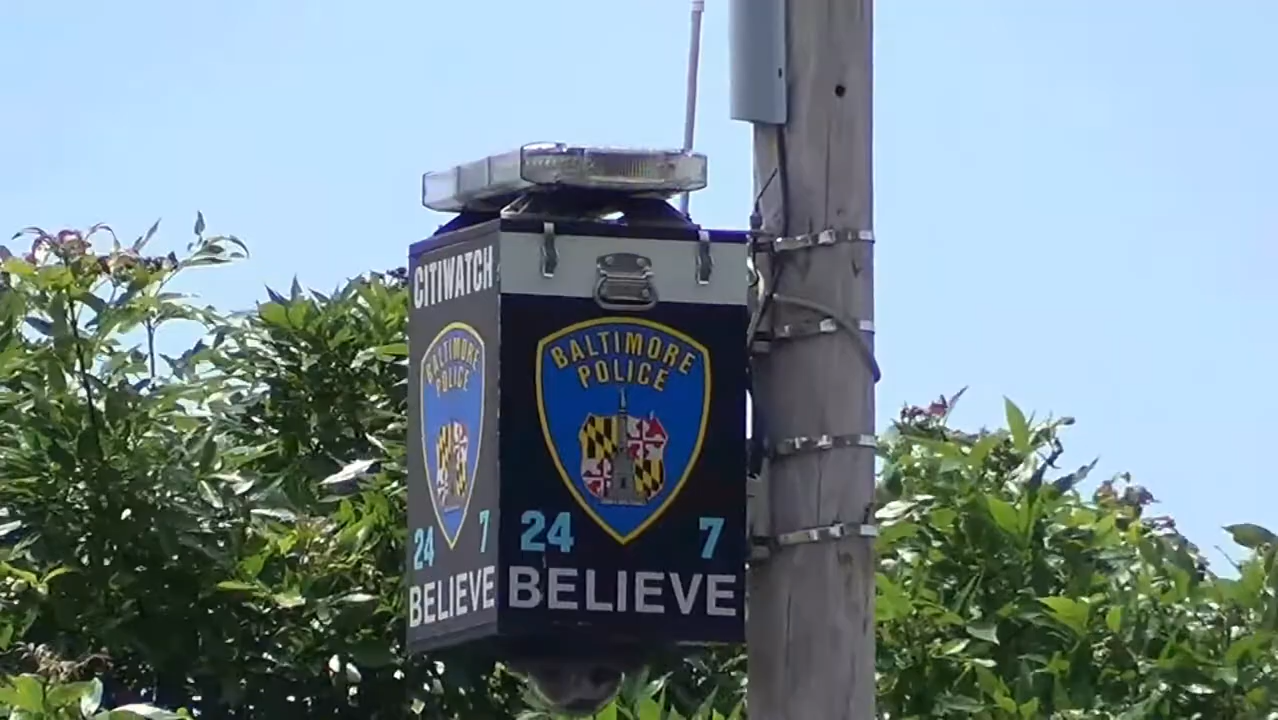 CITIWATCH
BALTIMORE
POLICE
24 7
BELIEVE
BALTIMORE
POLICE
24 7
BELIEVE